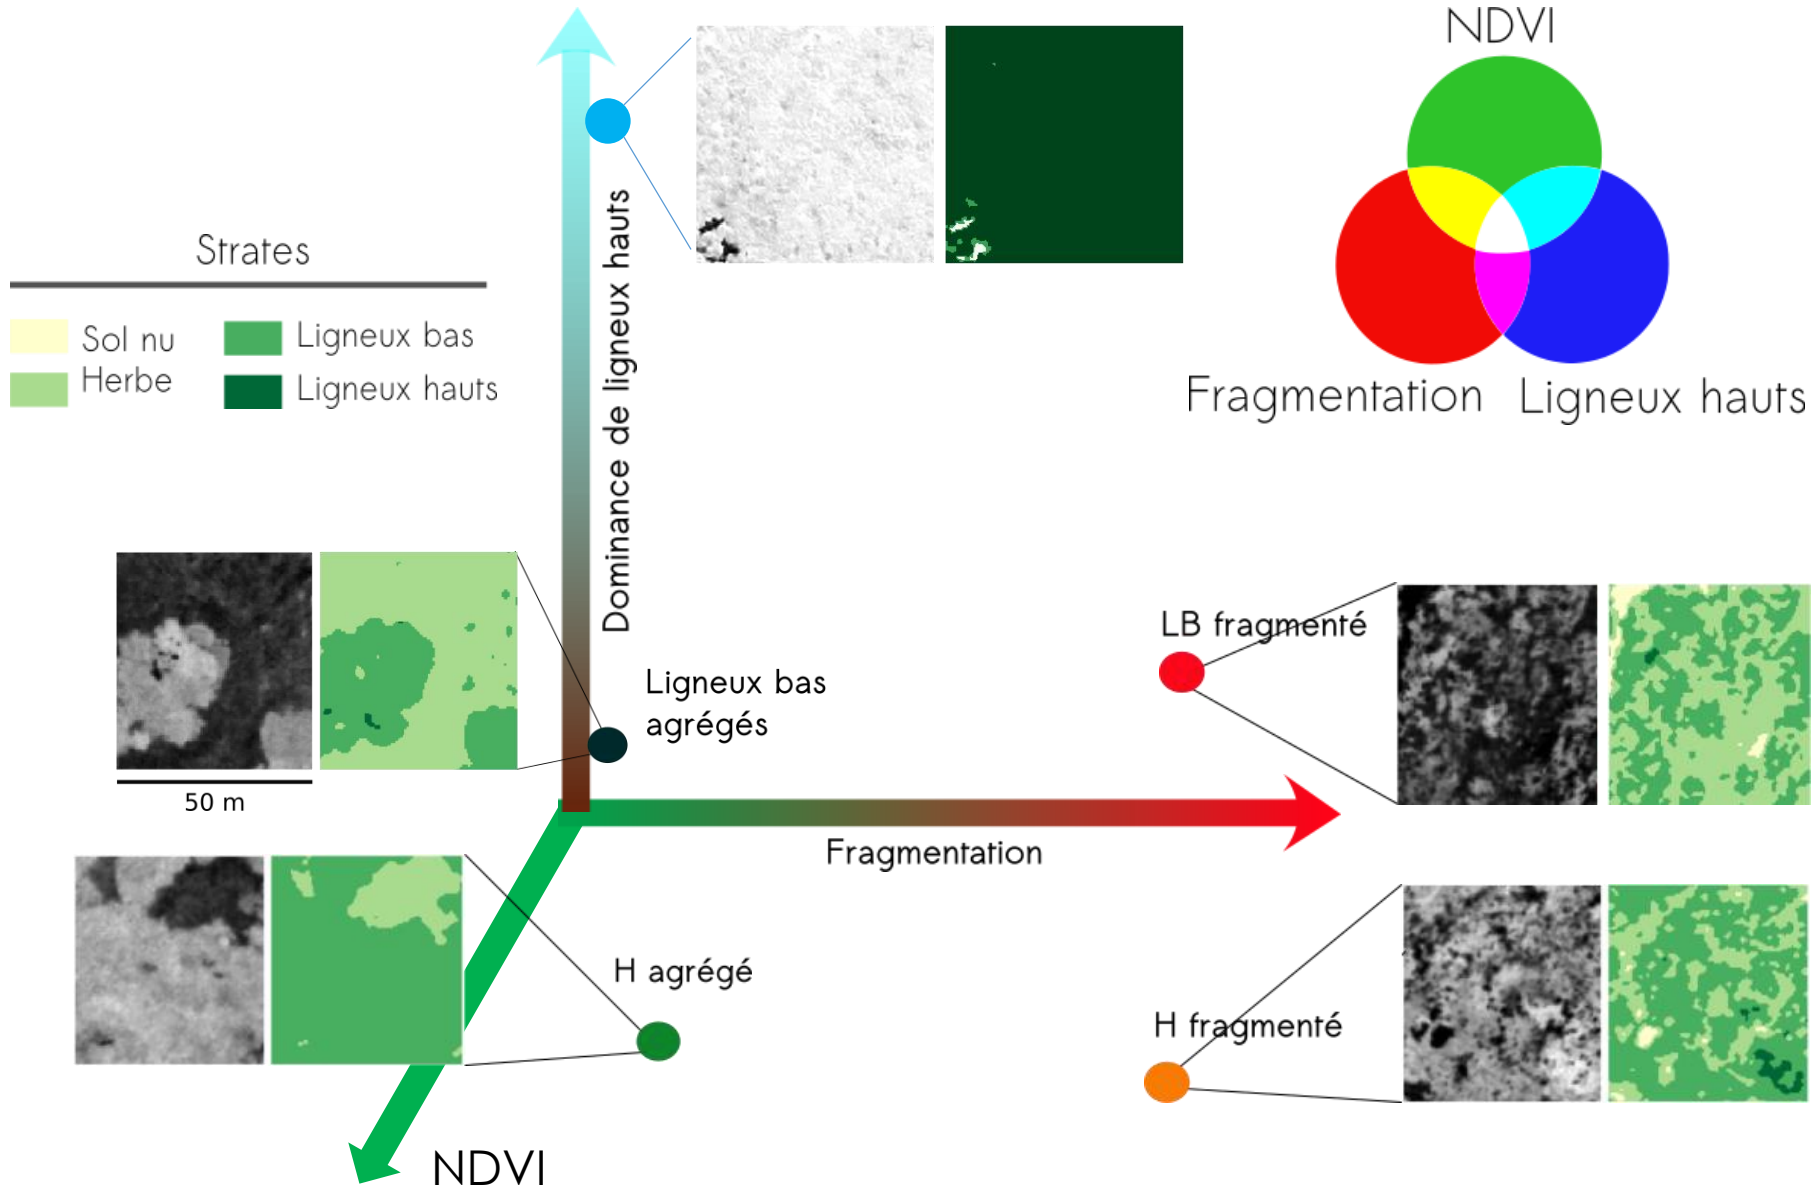 NDVI
Fragmentation
Ligneux hauts
Strates
Sol nu
Herbe
Ligneux bas
Ligneux hauts
Dominance de ligneux hauts
Ligneux bas
agrégés
50 m
LB fragmenté
Fragmentation
H agrégé
H fragmenté
NDVI